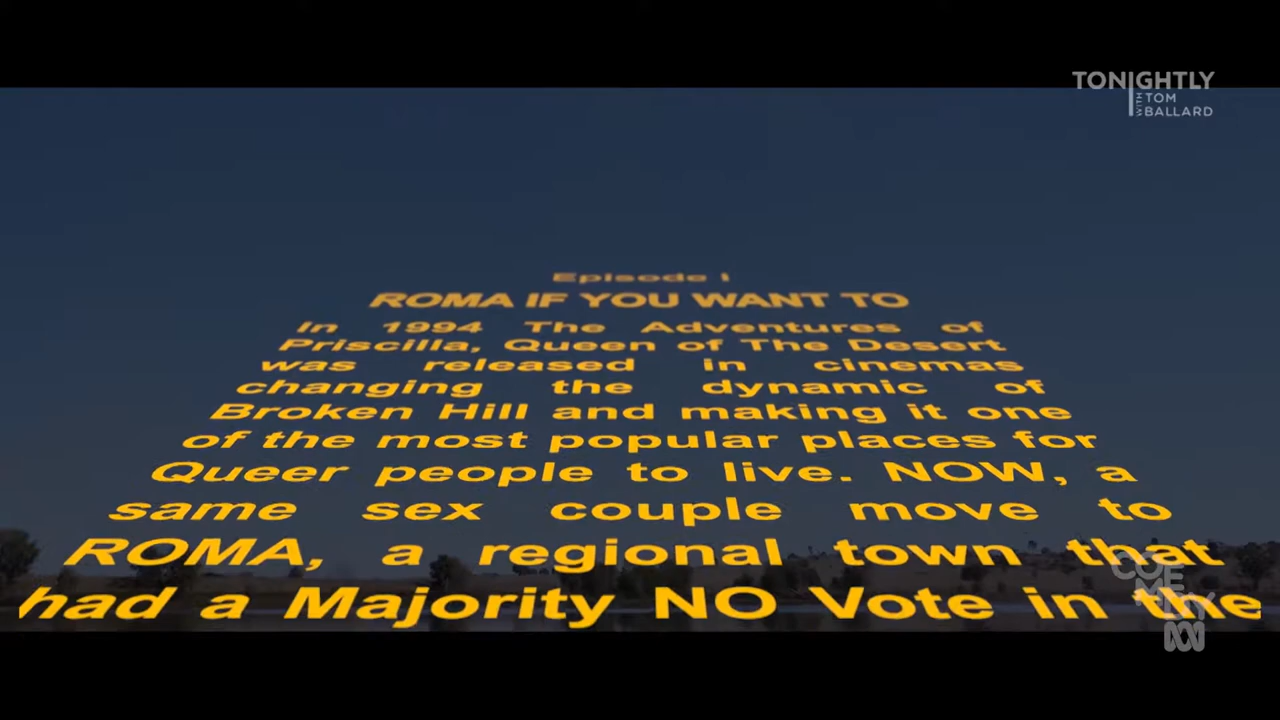 TONIGHTLY
WITH TOM
BALLARD
Episode I
ROMA IF YOU WANT TO
In 1994 The Adventures of
Priscilla, Queen of The Desert
was released in cinemas
changing the dynamic of
Broken Hill and making it one
of the most popular places for
Queer people to live. NOW, a
same sex couple move to
ROMA, a regional town that
had a Majority NO Vote in the
COMEDY